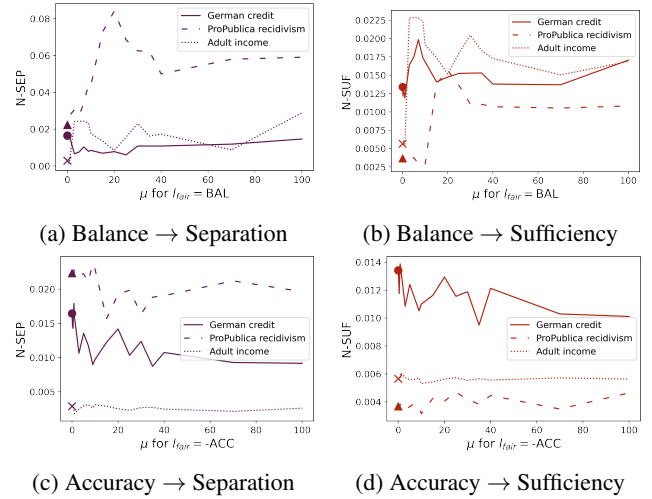 N-SEP
0.08
0.06
0.04
0.02
0.00
German credit
ProPublica recidivism
Adult income
0 20 40 60 80 100
μ for l_fair = BAL
(a) Balance → Separation
N-SUF
0.0225
0.0200
0.0175
0.0150
0.0125
0.0100
0.0075
0.0050
0.0025
German credit
ProPublica recidivism
Adult income
0 20 40 60 80 100
μ for l_fair = BAL
(b) Balance → Sufficiency
N-SEP
0.020
0.015
0.010
0.005
German credit
ProPublica recidivism
Adult income
0 20 40 60 80 100
μ for l_fair = -ACC
(c) Accuracy → Separation
N-SUF
0.014
0.012
0.010
0.008
0.006
0.004
German credit
ProPublica recidivism
Adult income
0 20 40 60 80 100
μ for l_fair = -ACC
(d) Accuracy → Sufficiency